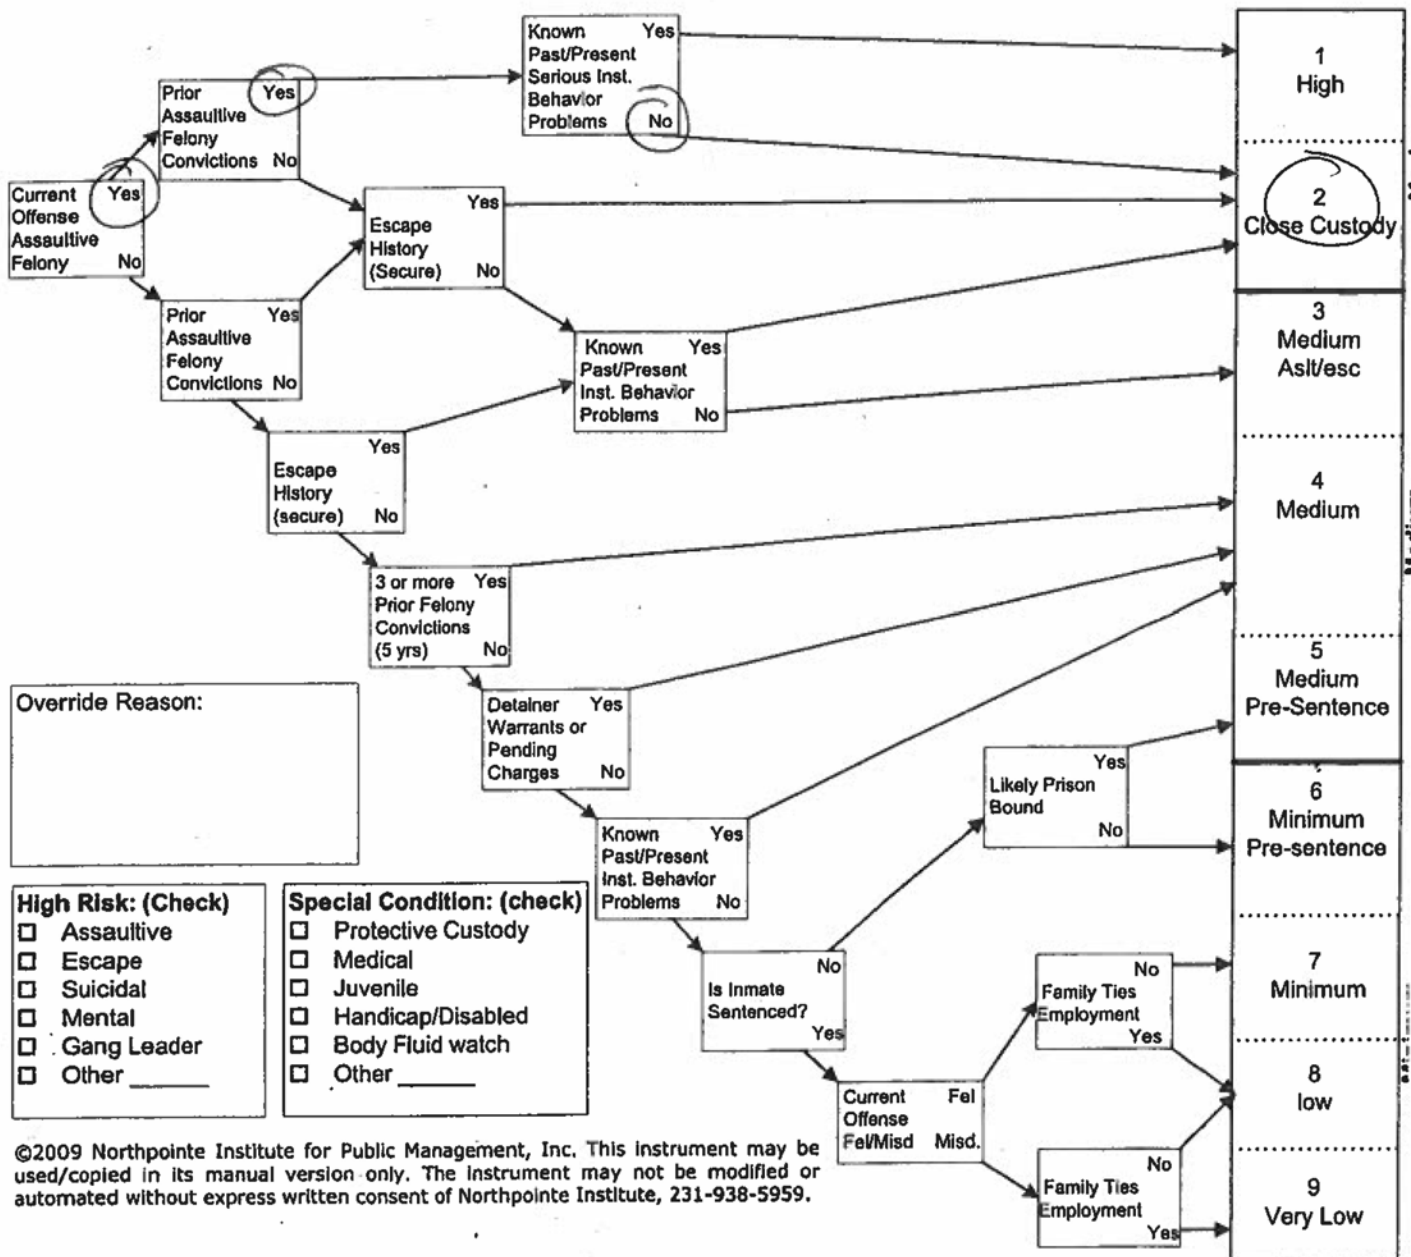 Known Yes
Past/Present
Serious Inst.
Behavior
Problems No
Prior Yes
Assaultive
Felony
Convictions No
Current Yes
Offense
Assaultive
Felony No
Yes
Escape
History
(Secure) No
Prior Yes
Assaultive
Felony
Convictions No
Known Yes
Past/Present
Inst. Behavior
Problems No
Yes
Escape
History
(secure) No
3 or more Yes
Prior Felony
Convictions
(5 yrs) No
Detainer Yes
Warrants or
Pending
Charges No
Known Yes
Past/Present
Inst. Behavior
Problems No
Yes
Likely Prison
Bound
No
No
Is Inmate
Sentenced?
Yes
No
Family Ties
Employment
Yes
Current Fel
Offense
Fel/Misd Misd.
No
Family Ties
Employment
Yes
1
High
2
Close Custody
3
Medium
Aslt/esc
4
Medium
5
Medium
Pre-Sentence
6
Minimum
Pre-sentence
7
Minimum
8
low
9
Very Low
Override Reason:
High Risk: (Check)
Assaultive
Escape
Suicidal
Mental
Gang Leader
Other
Special Condition: (check)
Protective Custody
Medical
Juvenile
Handicap/Disabled
Body Fluid watch
Other
©2009 Northpointe Institute for Public Management, Inc. This instrument may be
used/copied in its manual version only. The instrument may not be modified or
automated without express written consent of Northpointe Institute, 231-938-5959.